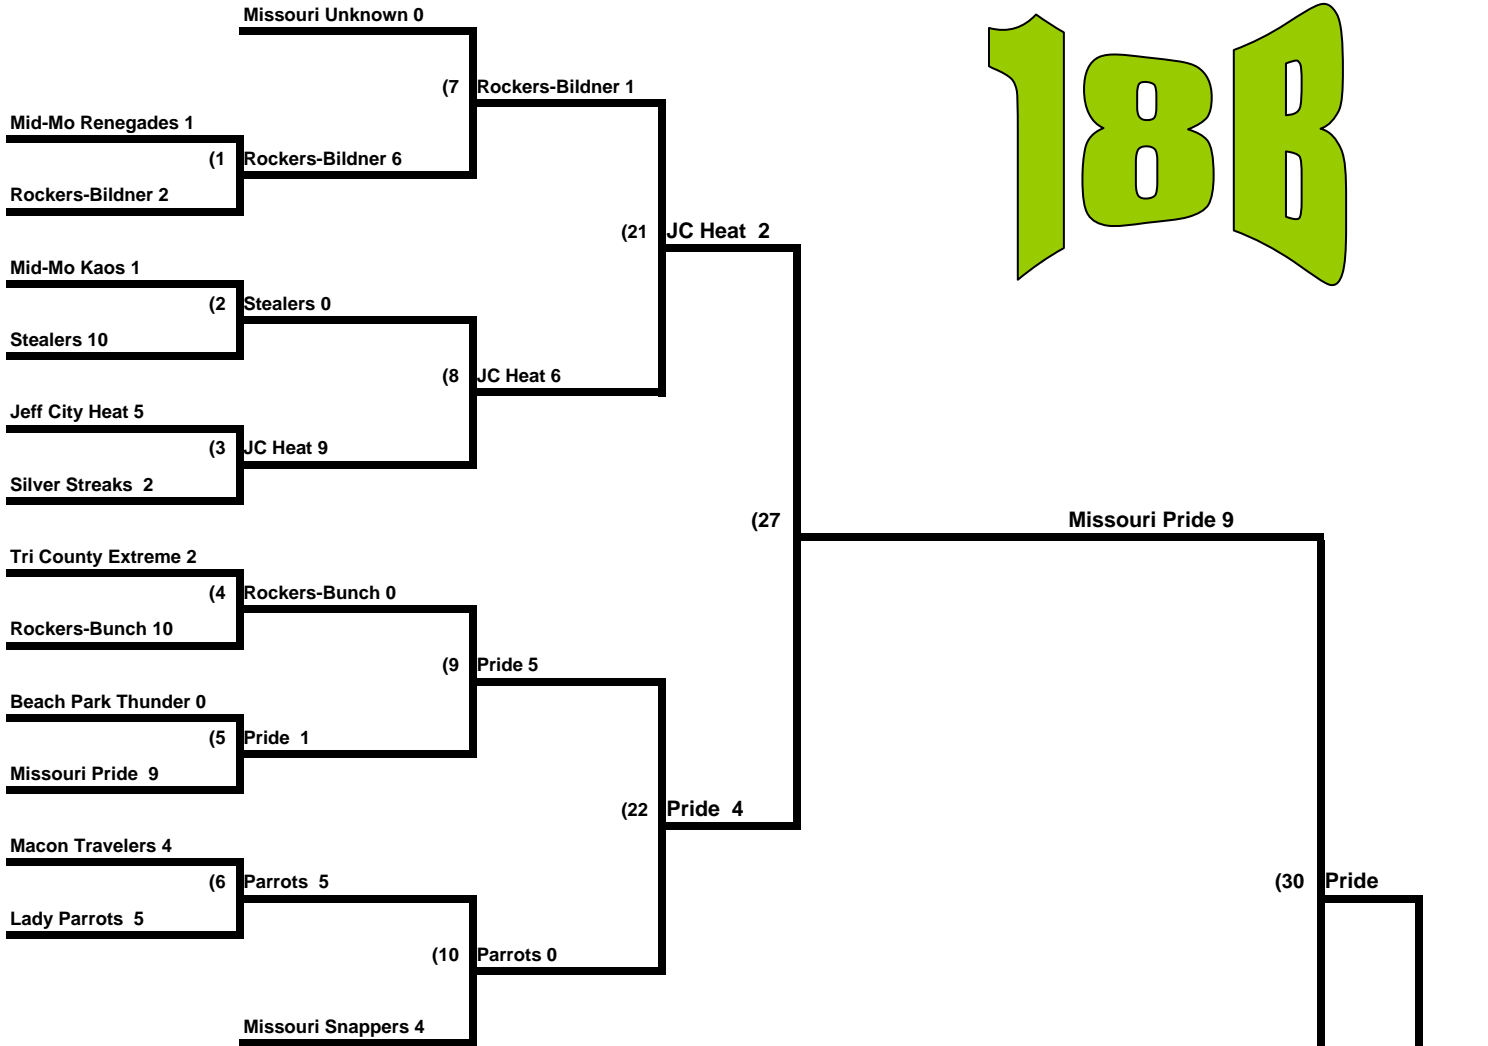 Missouri Unknown 0
18B
(7 Rockers-Bildner 1
Mid-Mo Renegades 1
(1 Rockers-Bildner 6
Rockers-Bildner 2
(21 JC Heat  2
Mid-Mo Kaos 1
(2 Stealers 0
Stealers 10
(8 JC Heat 6
Jeff City Heat 5
(3 JC Heat 9
Silver Streaks  2
(27 Missouri Pride 9
Tri County Extreme 2
(4 Rockers-Bunch 0
Rockers-Bunch 10
(9 Pride 5
Beach Park Thunder 0
(5 Pride  1
Missouri Pride  9
(22 Pride  4
Macon Travelers 4
(6 Parrots  5
(30 Pride
Lady Parrots  5
(10 Parrots 0
Missouri Snappers 4